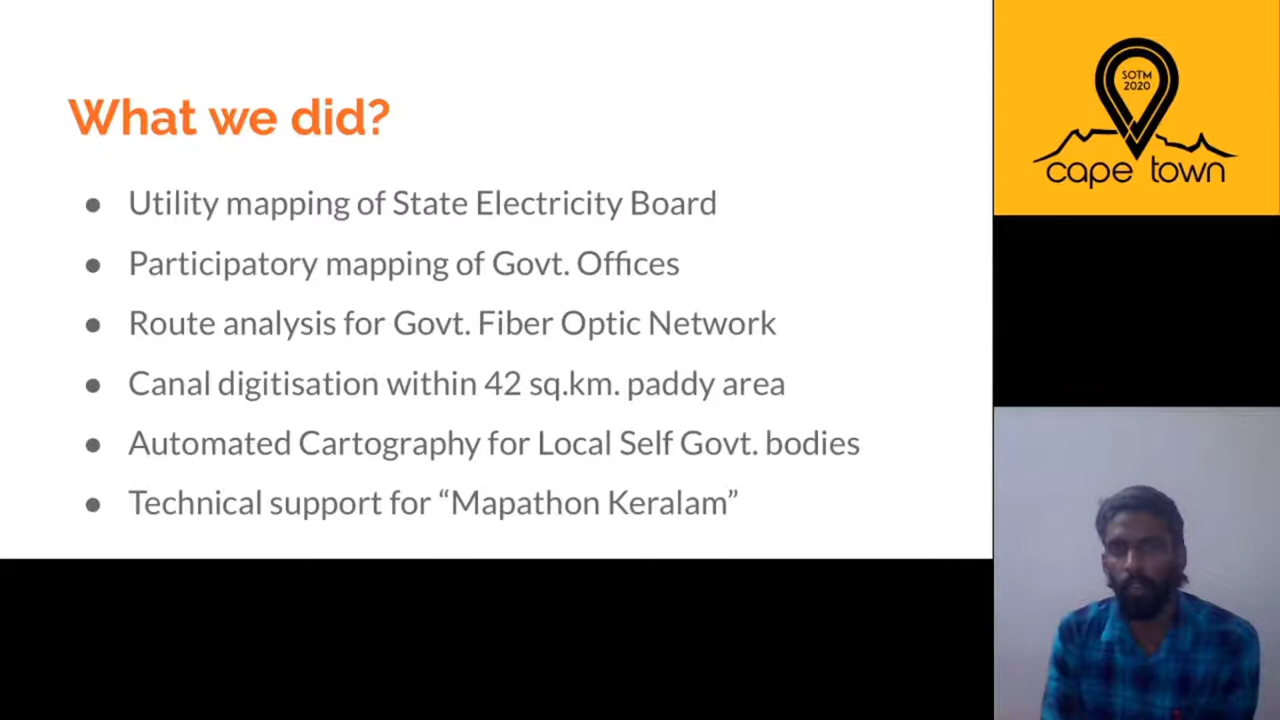 What we did?
● Utility mapping of State Electricity Board
● Participatory mapping of Govt. Offices
● Route analysis for Govt. Fiber Optic Network
● Canal digitisation within 42 sq.km. paddy area
● Automated Cartography for Local Self Govt. bodies
● Technical support for “Mapathon Keralam”
SOTM
2020
cape town